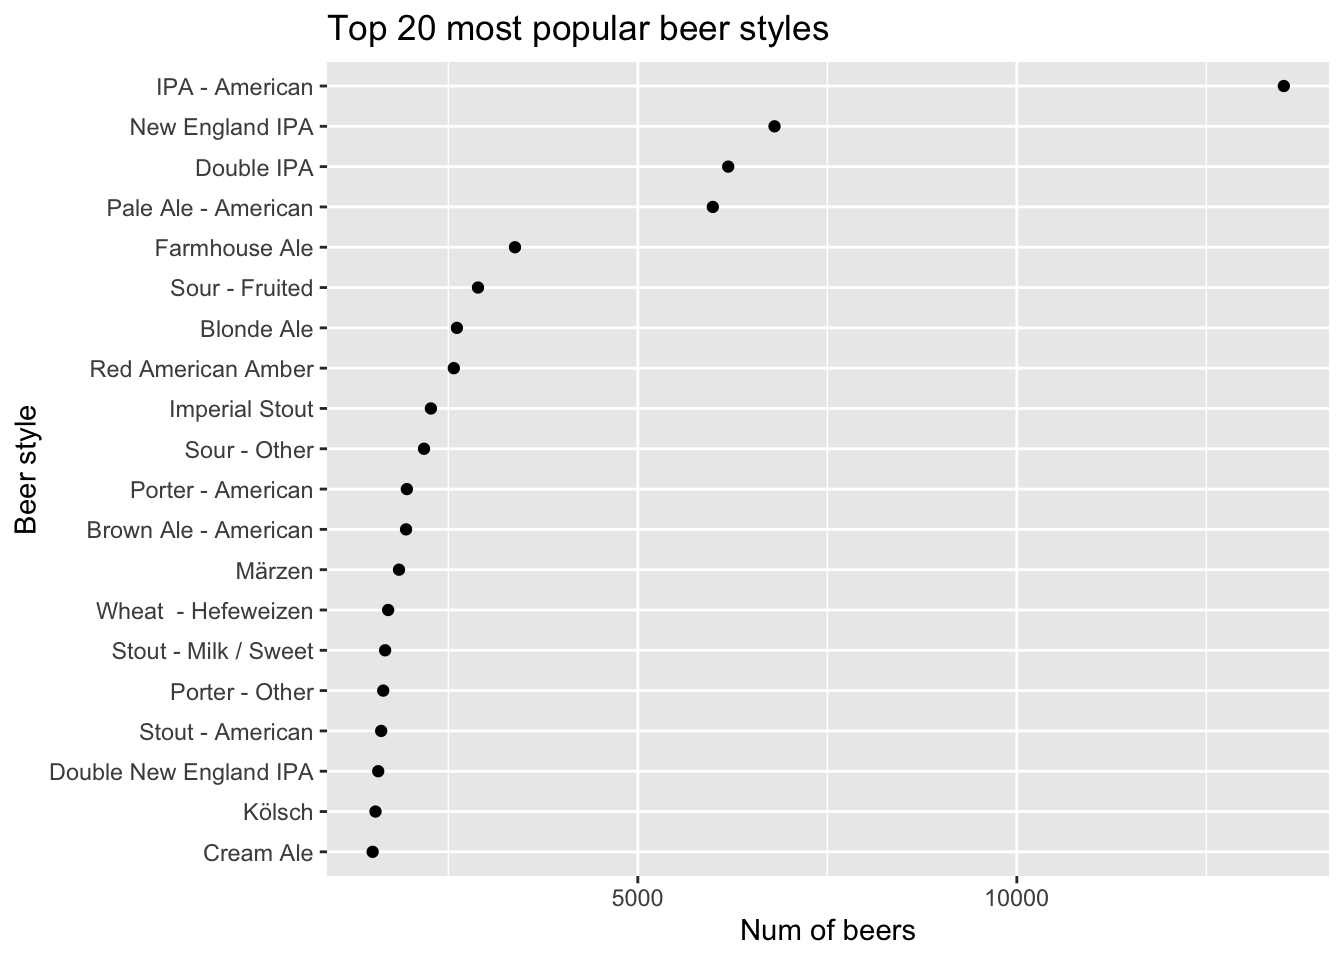 Top 20 most popular beer styles
IPA - American
New England IPA
Double IPA
Pale Ale - American
Farmhouse Ale
Sour - Fruited
Blonde Ale
Red American Amber
Imperial Stout
Sour - Other
Porter - American
Brown Ale - American
Märzen
Wheat  - Hefeweizen
Stout - Milk / Sweet
Porter - Other
Stout - American
Double New England IPA
Kölsch
Cream Ale
Beer style
5000 10000
Num of beers